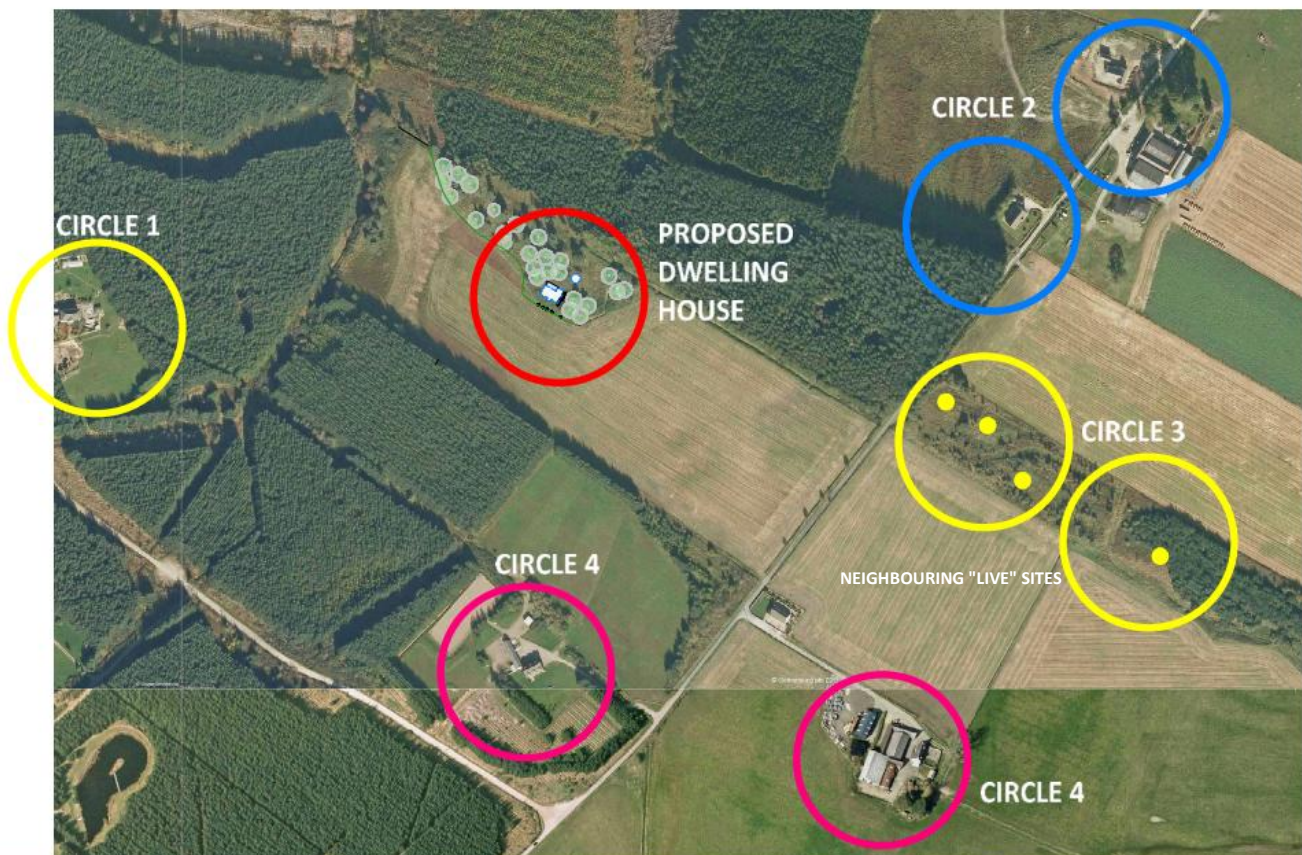 CIRCLE 2
CIRCLE 1
PROPOSED
DWELLING
HOUSE
CIRCLE 3
CIRCLE 4
NEIGHBOURING "LIVE" SITES
CIRCLE 4